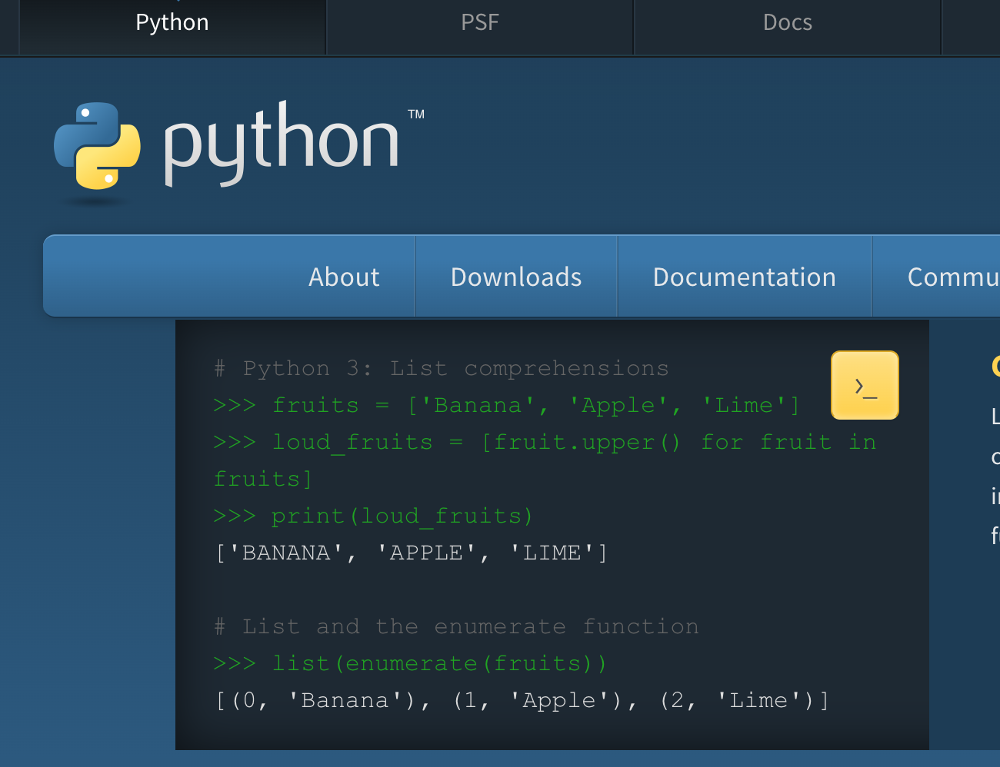 Python
PSF
Docs
python™
About
Downloads
Documentation
# Python 3: List comprehensions
>>> fruits = ['Banana', 'Apple', 'Lime']
>>> loud_fruits = [fruit.upper() for fruit in
fruits]
>>> print(loud_fruits)
['BANANA', 'APPLE', 'LIME']
# List and the enumerate function
>>> list(enumerate(fruits))
[(0, 'Banana'), (1, 'Apple'), (2, 'Lime')]
>_